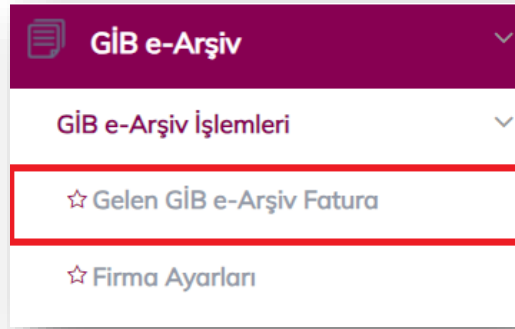 GİB e-Arşiv
GİB e-Arşiv İşlemleri
Gelen GİB e-Arşiv Fatura
Firma Ayarları